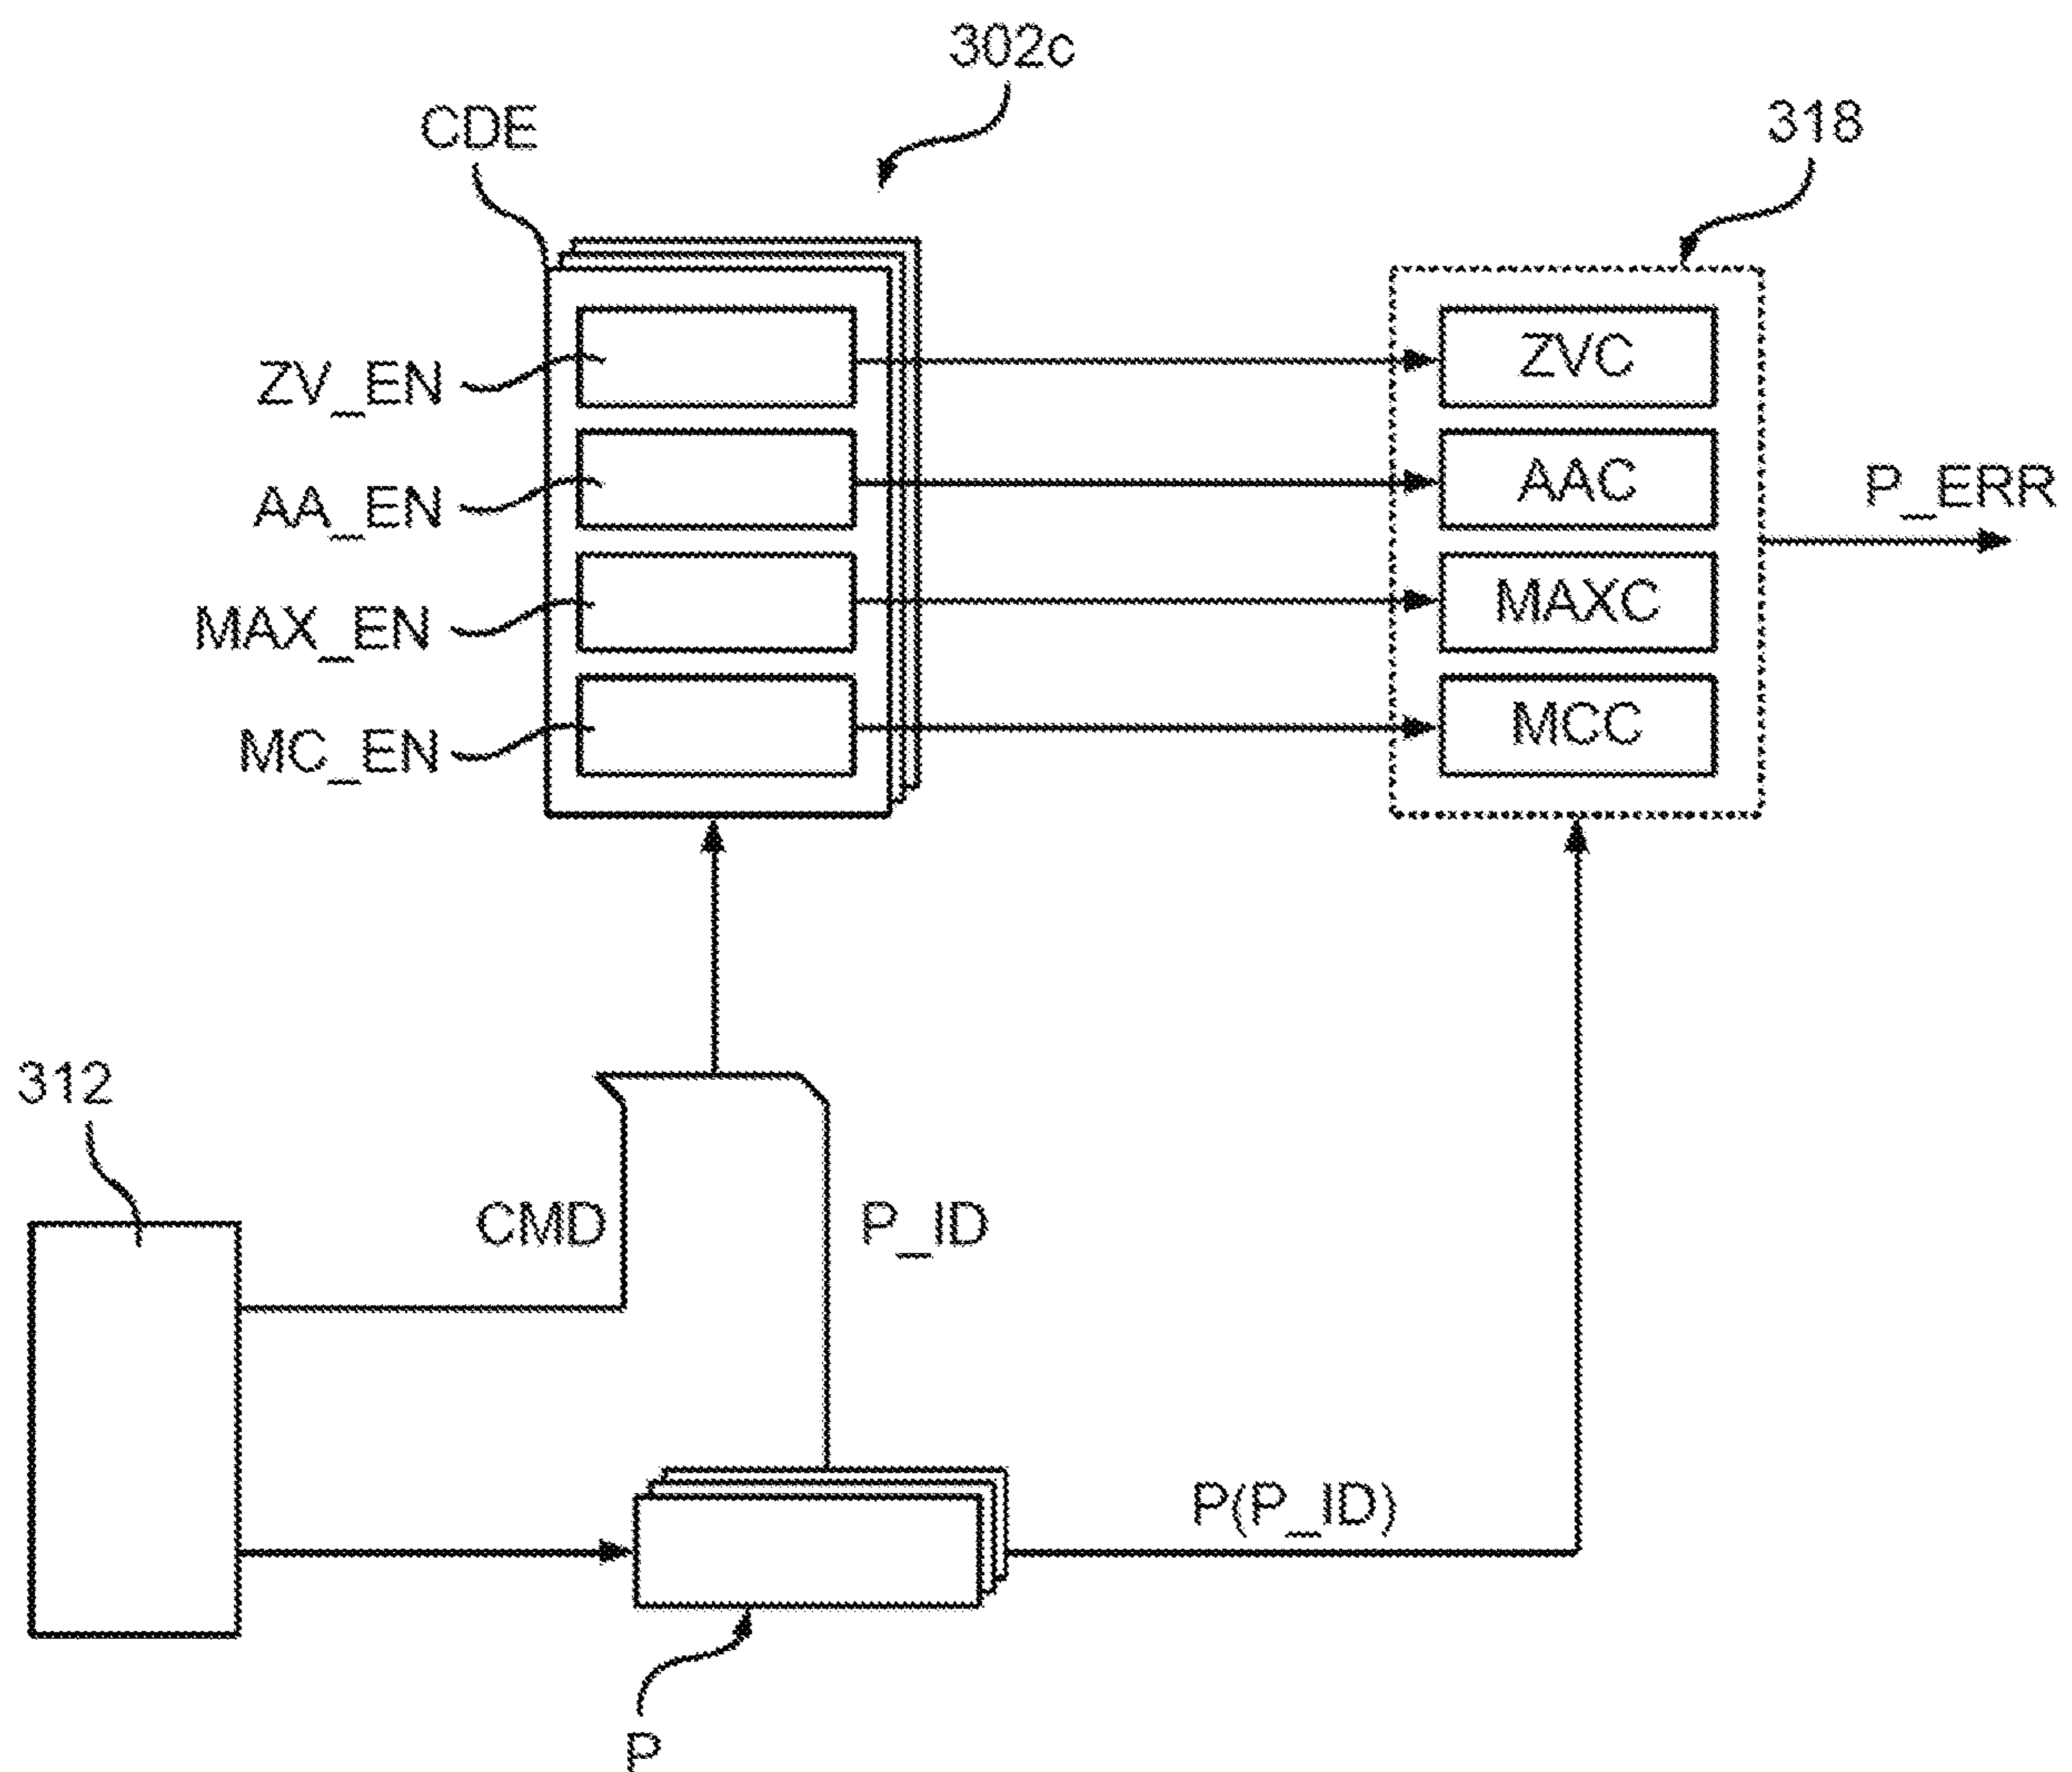 302c
CDE
318
ZV_EN
ZVC
AA_EN
AAC
P_ERR
MAX_EN
MAXC
MC_EN
MCC
312
CMD
P_ID
P(P_ID)
P